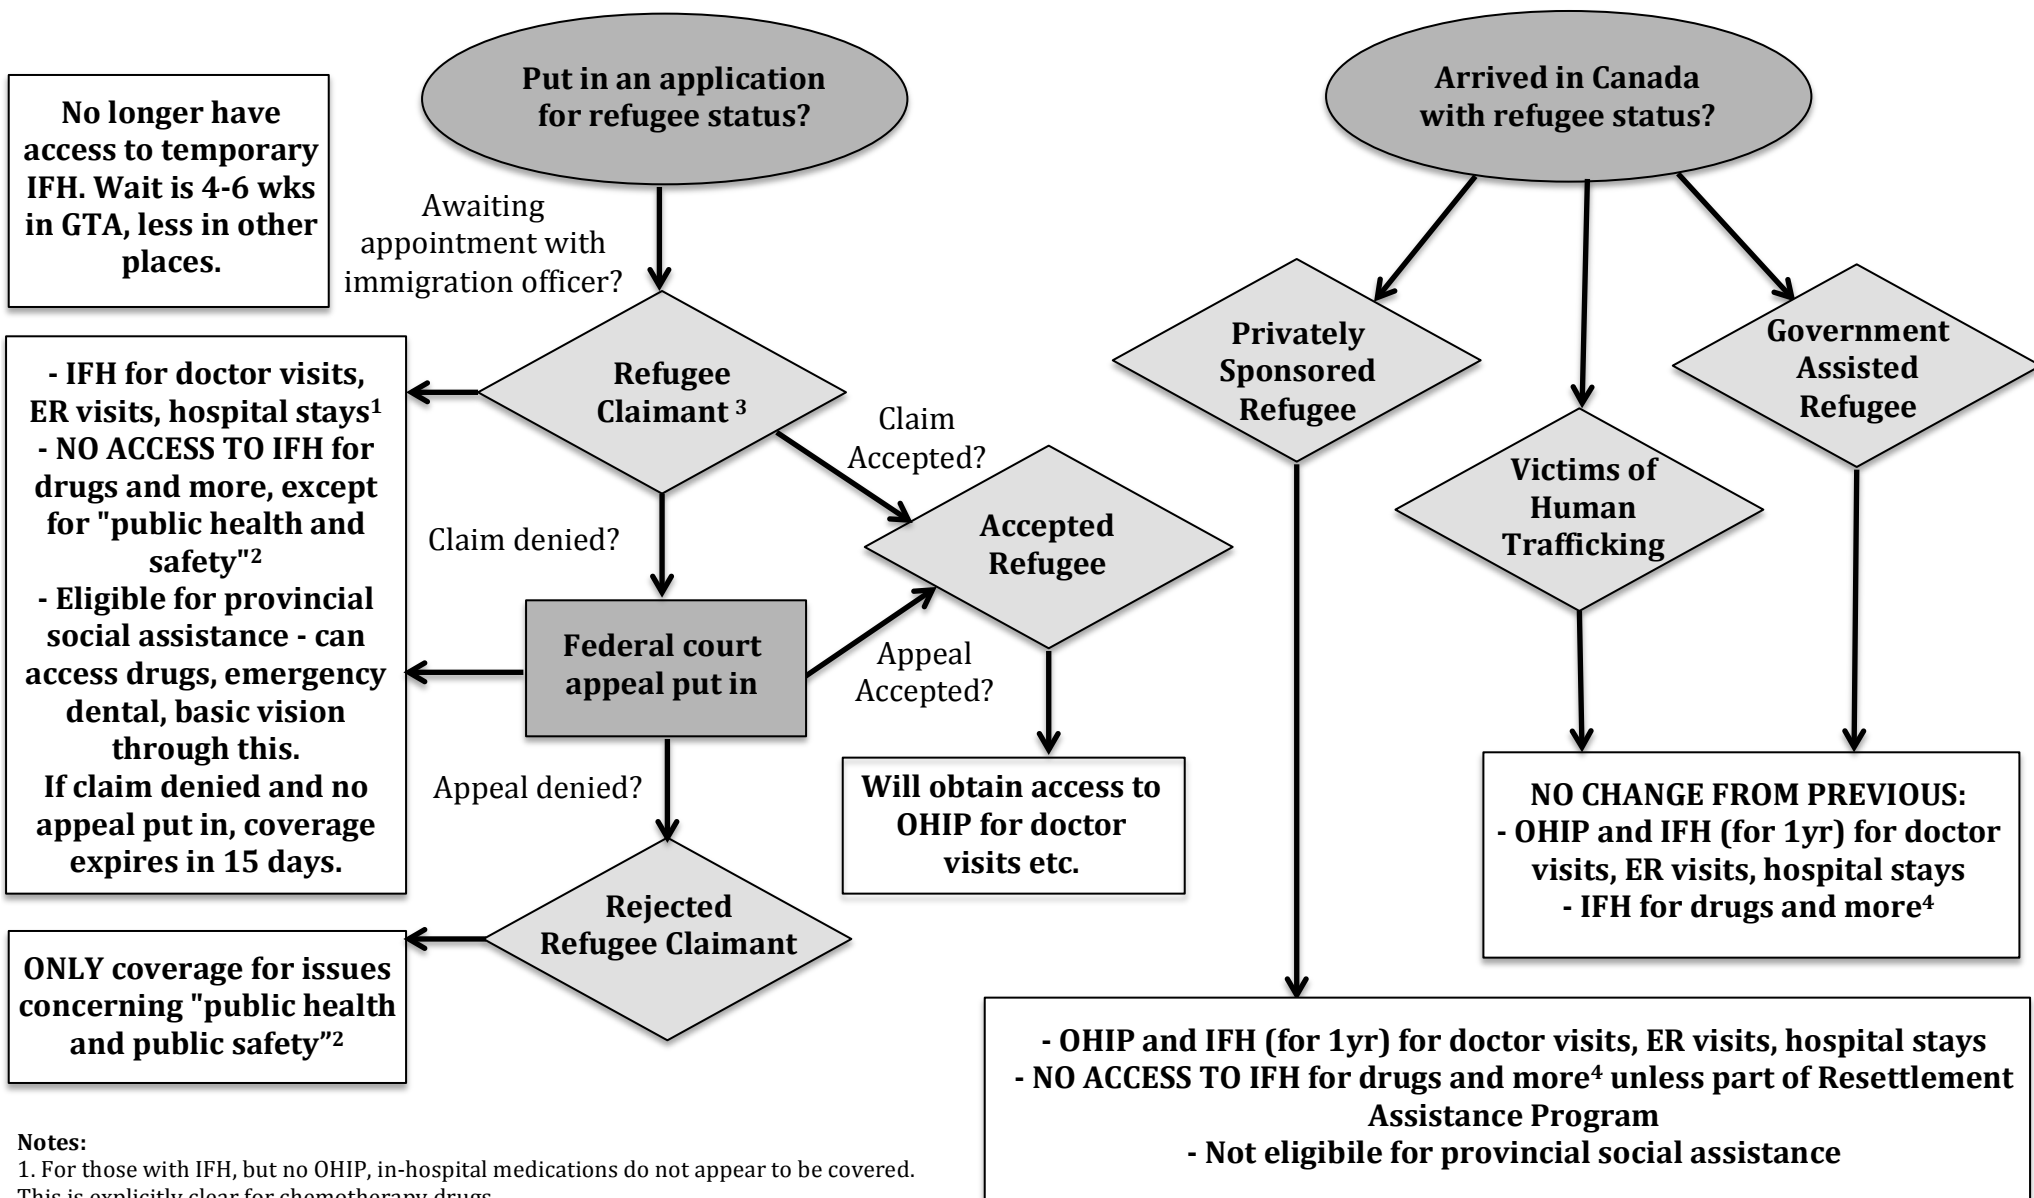 Put in an application
for refugee status?
Arrived in Canada
with refugee status?
No longer have
access to temporary
IFH. Wait is 4-6 wks
in GTA, less in other
places.
Awaiting
appointment with
immigration officer?
Refugee
Claimant ³
- IFH for doctor visits,
ER visits, hospital stays¹
- NO ACCESS TO IFH for
drugs and more, except
for "public health and
safety"²
- Eligible for provincial
social assistance - can
access drugs, emergency
dental, basic vision
through this.
If claim denied and no
appeal put in, coverage
expires in 15 days.
Claim
Accepted?
Claim denied?
Accepted
Refugee
Federal court
appeal put in
Appeal
Accepted?
Appeal denied?
Will obtain access to
OHIP for doctor
visits etc.
Rejected
Refugee Claimant
ONLY coverage for issues
concerning "public health
and public safety”²
Privately
Sponsored
Refugee
Victims of
Human
Trafficking
Government
Assisted
Refugee
NO CHANGE FROM PREVIOUS:
- OHIP and IFH (for 1yr) for doctor
visits, ER visits, hospital stays
- IFH for drugs and more⁴
- OHIP and IFH (for 1yr) for doctor visits, ER visits, hospital stays
- NO ACCESS TO IFH for drugs and more⁴ unless part of Resettlement
Assistance Program
- Not eligibile for provincial social assistance
Notes:
1. For those with IFH, but no OHIP, in-hospital medications do not appear to be covered.
This is explicitly clear for chemotherapy drugs